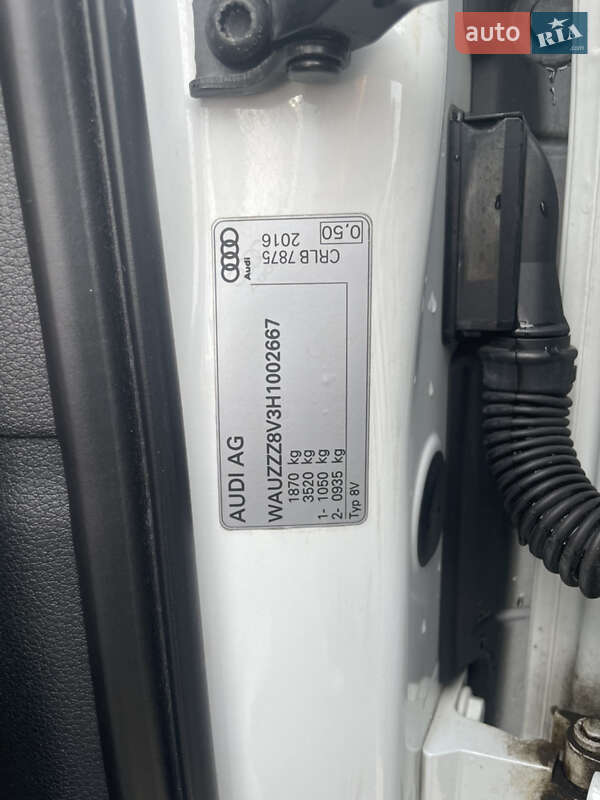 auto RIA.com
AUDI AG
WAUZZZ8V3H1002667
1870 kg
3520 kg
1- 1050 kg
2- 0935 kg
Typ 8V
Audi
CRLB 7875
2016
0,50